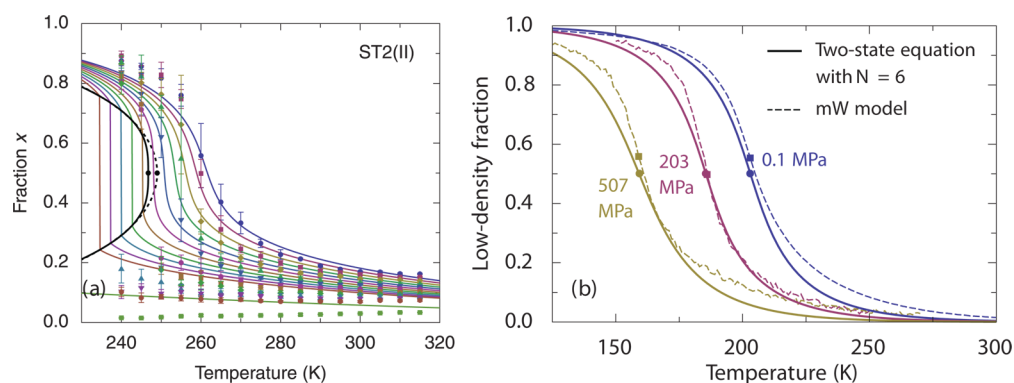 1.0
0.8
0.6
0.4
0.2
0.0
Fraction x
ST2(II)
(a)
240 260 280 300 320
Temperature (K)
1.0
0.8
0.6
0.4
0.2
0.0
Low-density fraction
Two-state equation
with N = 6
mW model
0.1 MPa
203
MPa
507
MPa
(b)
150 200 250 300
Temperature (K)